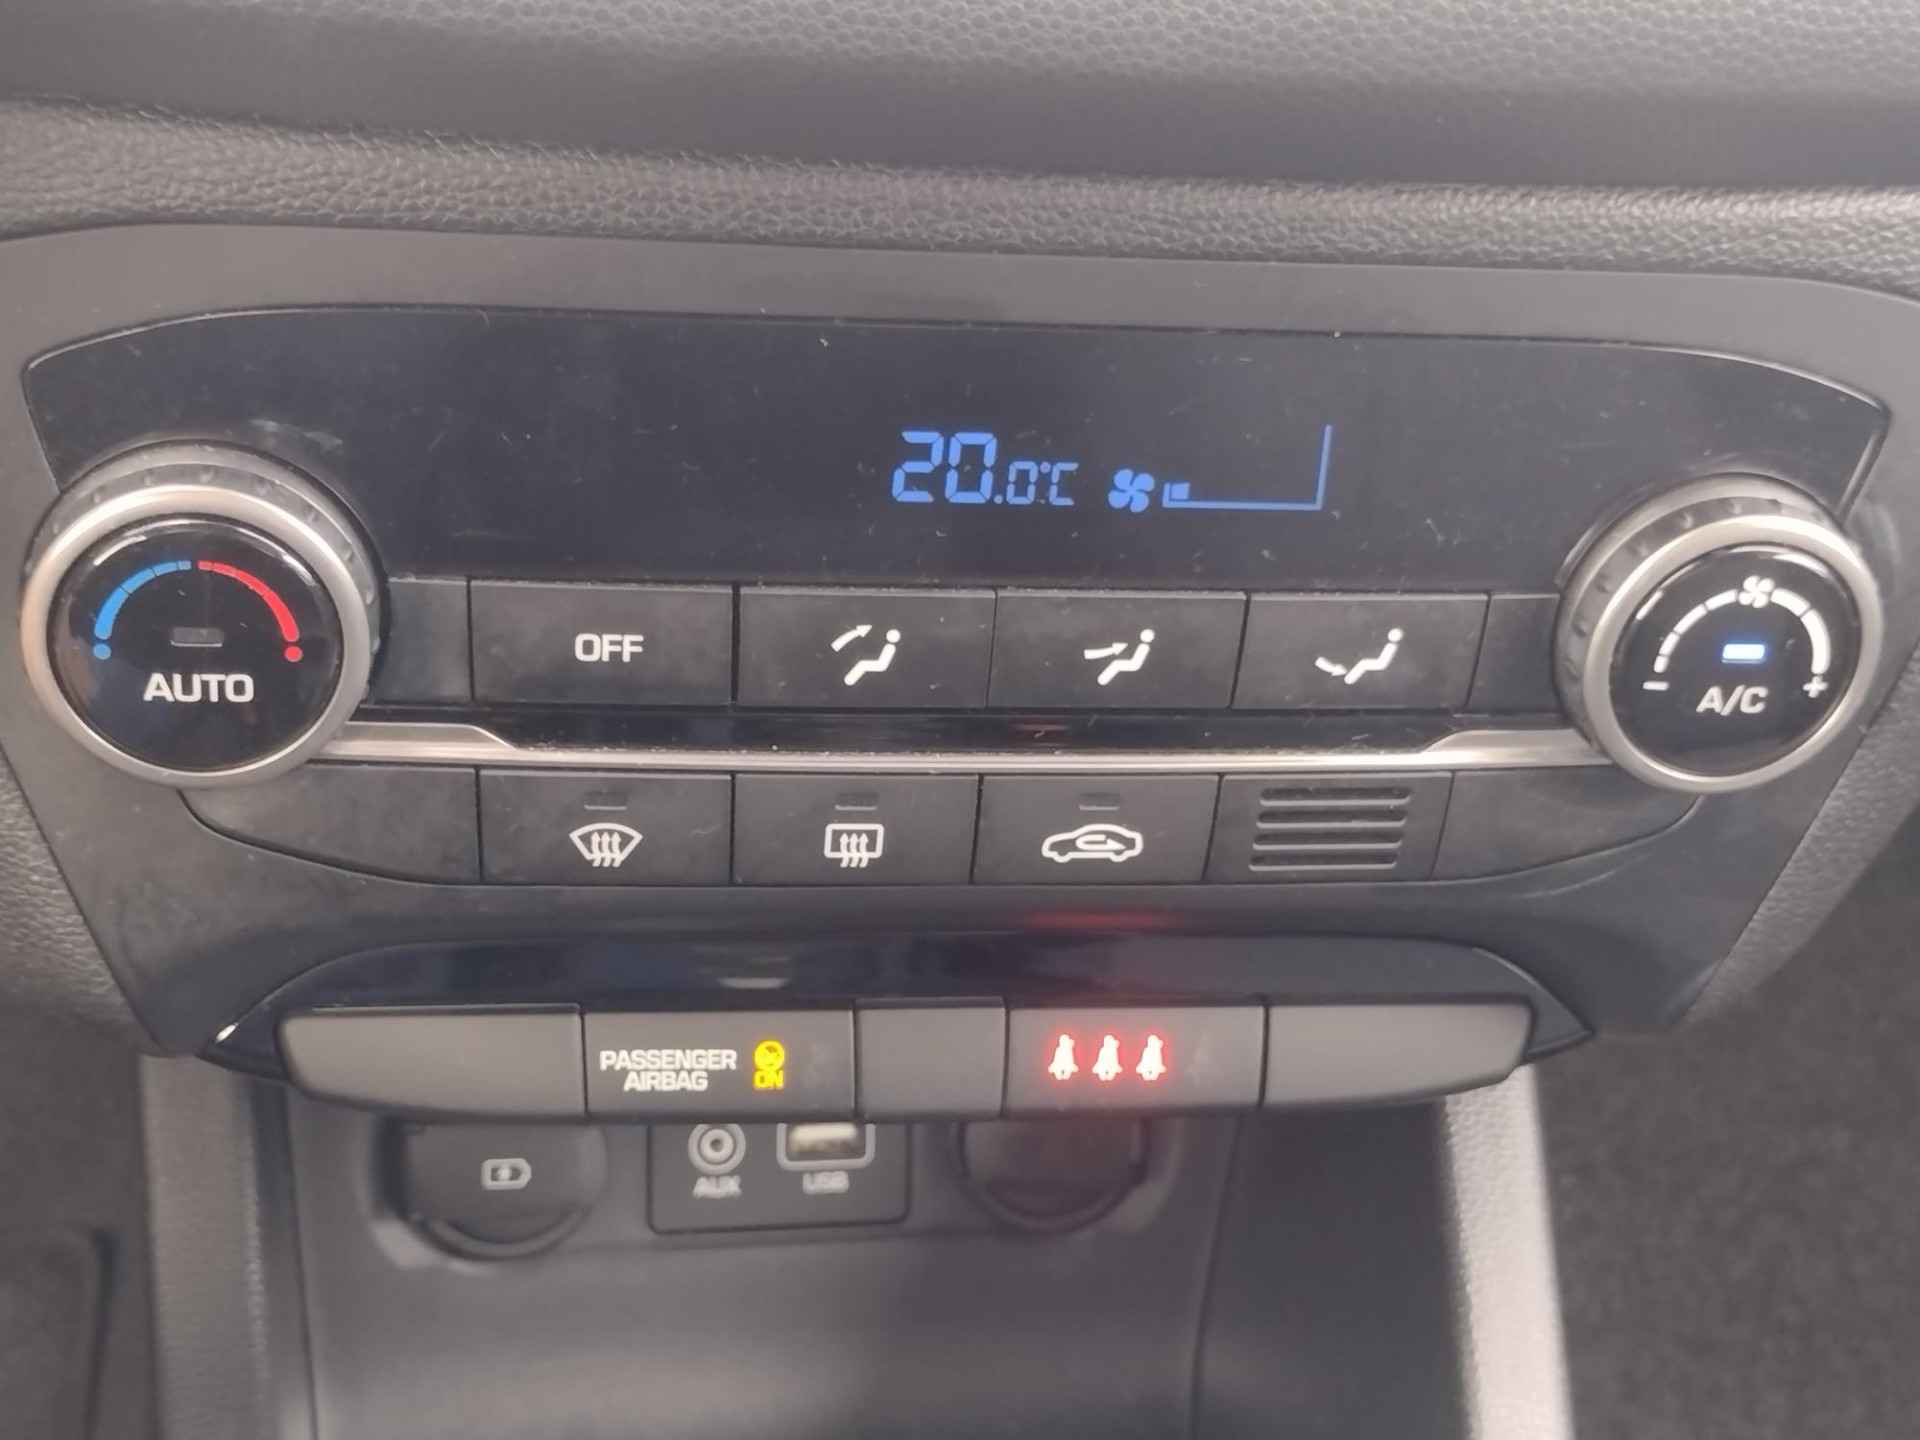 20.0°C
OFF
AUTO
A/C
- +
PASSENGER
AIRBAG
ON
AUX
USB